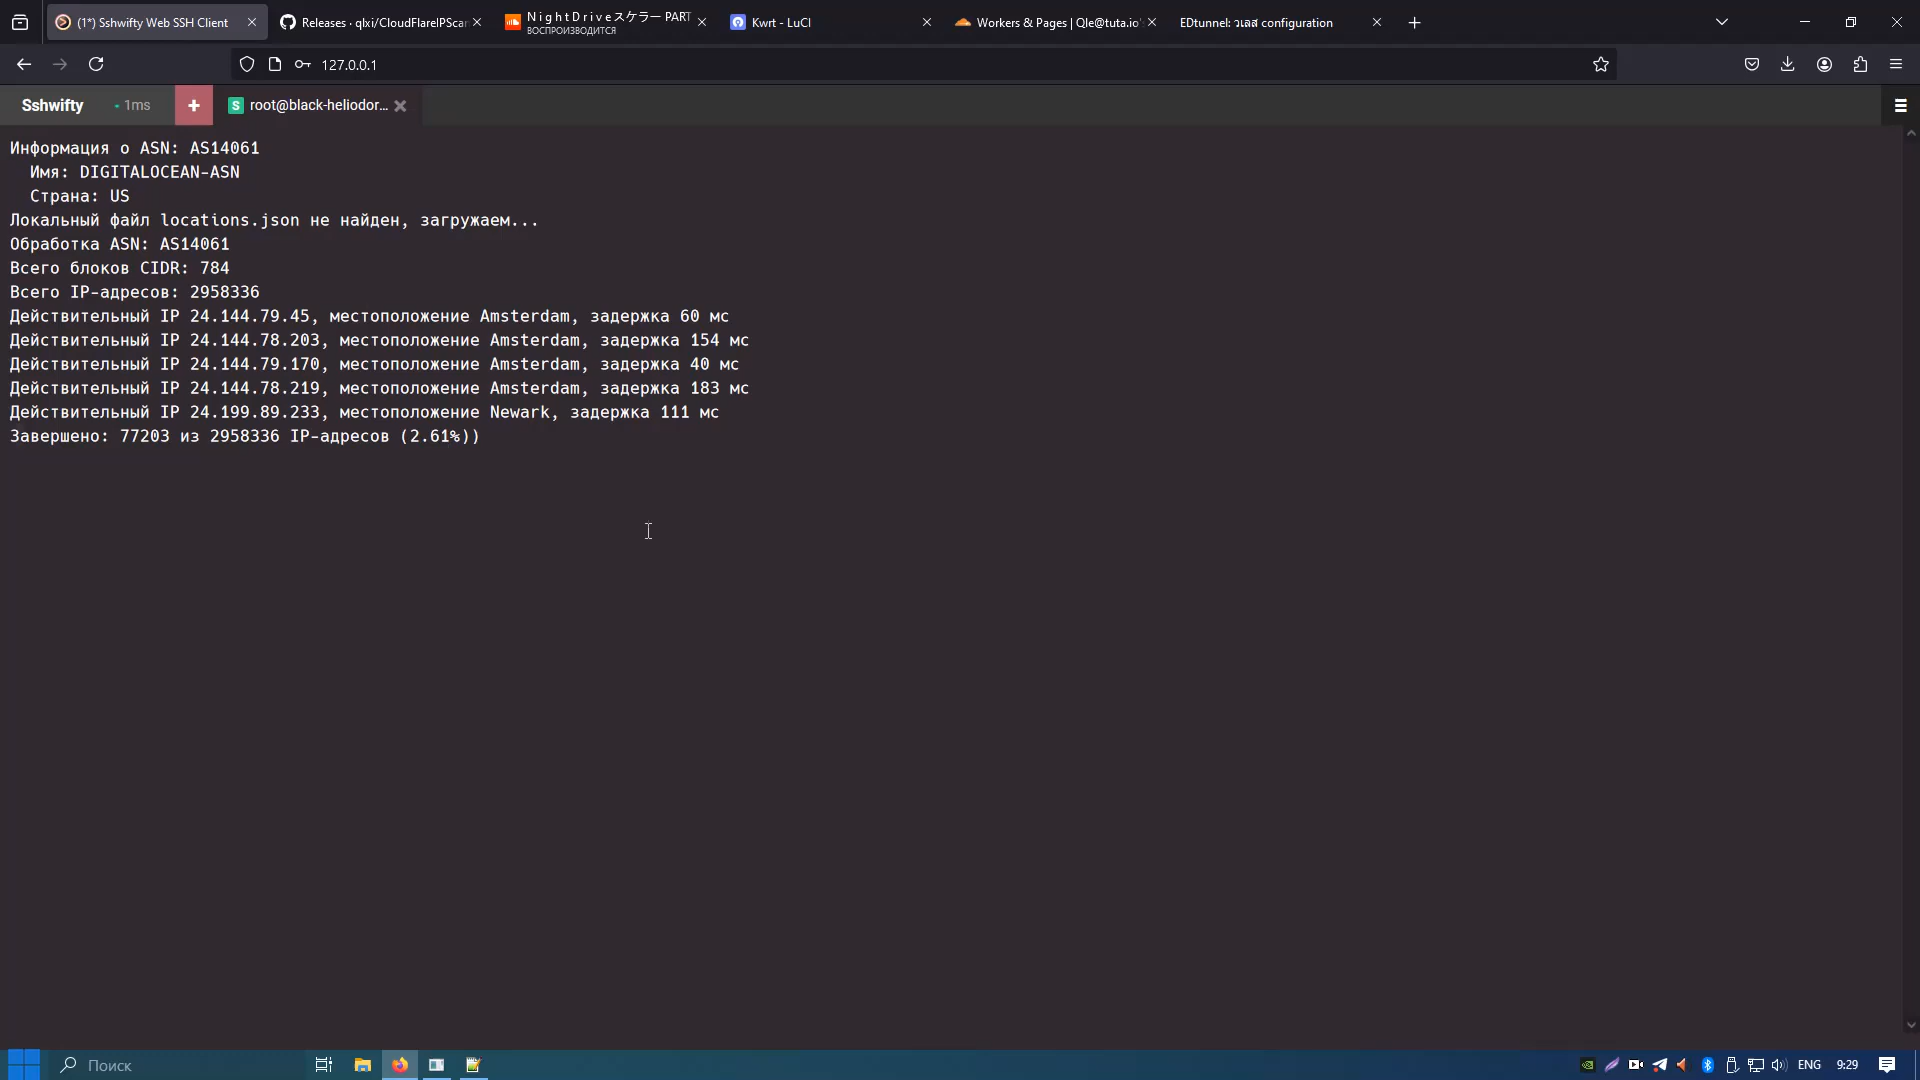 (1*) Sshwifty Web SSH Client
Releases · qlxi/CloudFlareIPScan
NightDriveスケラー PART
ВОСПРОИЗВОДИТСЯ
Kwrt - LuCI
Workers & Pages | Qle@tuta.io's
EDtunnel: วเลส configuration
127.0.0.1
Sshwifty
1ms
+
S root@black-heliodor...
Информация о ASN: AS14061
Имя: DIGITALOCEAN-ASN
Страна: US
Локальный файл locations.json не найден, загружаем...
Обработка ASN: AS14061
Всего блоков CIDR: 784
Всего IP-адресов: 2958336
Действительный IP 24.144.79.45, местоположение Amsterdam, задержка 60 мс
Действительный IP 24.144.78.203, местоположение Amsterdam, задержка 154 мс
Действительный IP 24.144.79.170, местоположение Amsterdam, задержка 40 мс
Действительный IP 24.144.78.219, местоположение Amsterdam, задержка 183 мс
Действительный IP 24.199.89.233, местоположение Newark, задержка 111 мс
Завершено: 77203 из 2958336 IP-адресов (2.61%))
Поиск
ENG
9:29